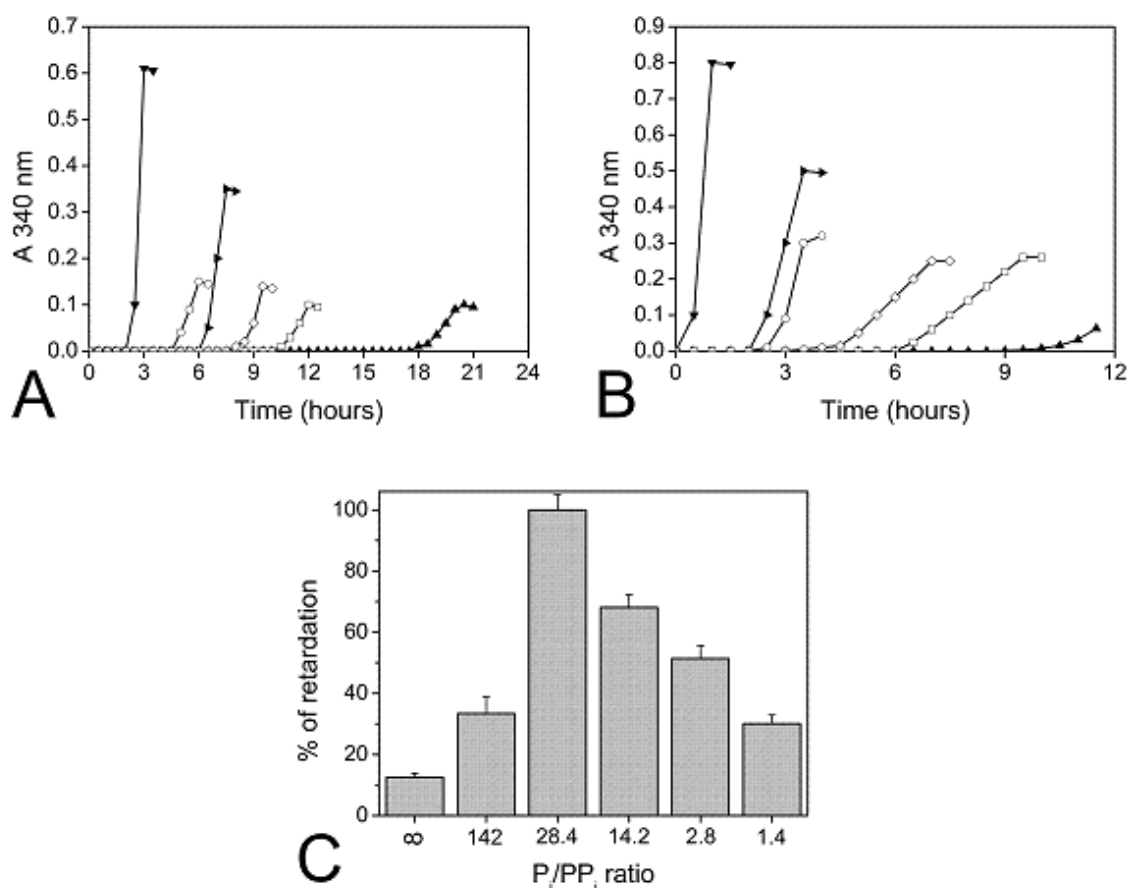 0.7
0.6
0.5
0.4
0.3
0.2
0.1
0.0
A 340 nm
0 3 6 9 12 15 18 21 24
Time (hours)
A
0.9
0.8
0.7
0.6
0.5
0.4
0.3
0.2
0.1
0.0
A 340 nm
0 3 6 9 12
Time (hours)
B
100
80
60
40
20
0
% of retardation
∞ 142 28.4 14.2 2.8 1.4
Pi/PPi ratio
C